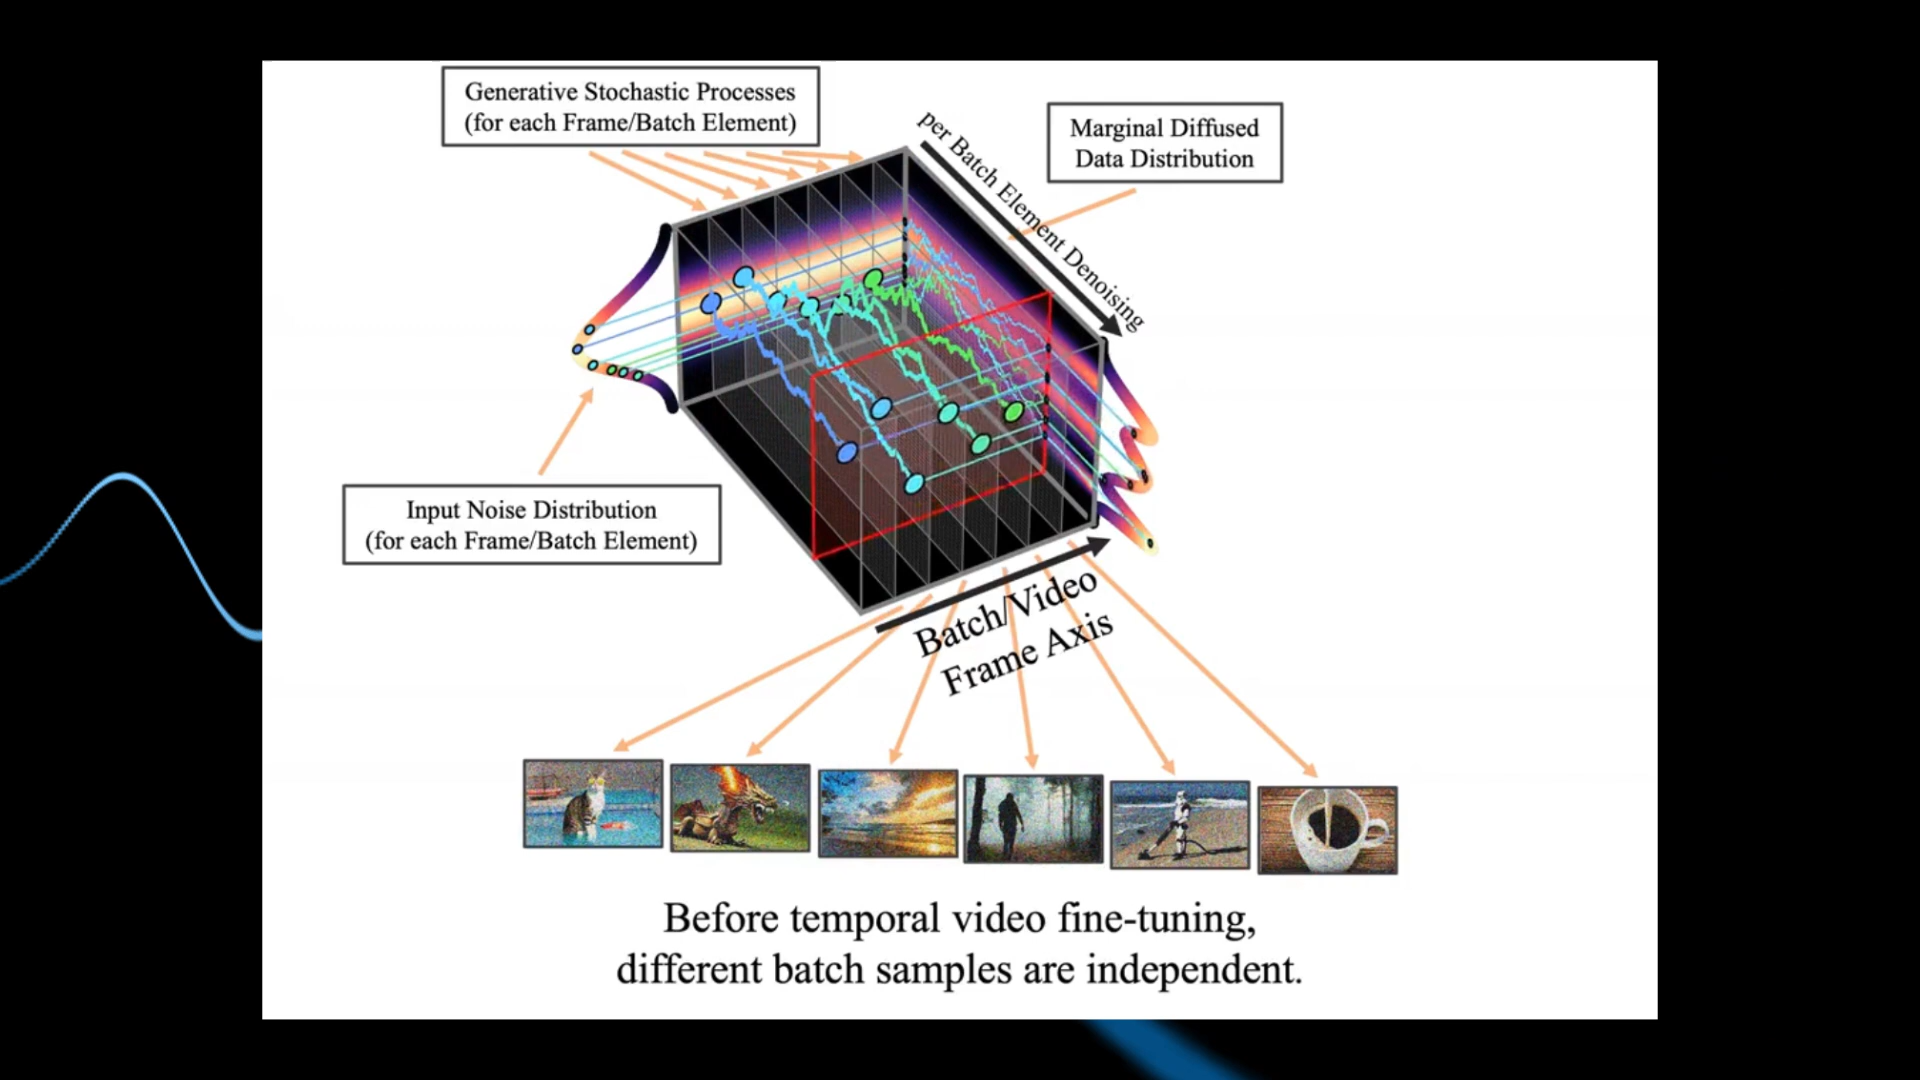 Generative Stochastic Processes
(for each Frame/Batch Element)
per Batch Element Denoising
Marginal Diffused
Data Distribution
Input Noise Distribution
(for each Frame/Batch Element)
Batch/Video
Frame Axis
Before temporal video fine-tuning,
different batch samples are independent.